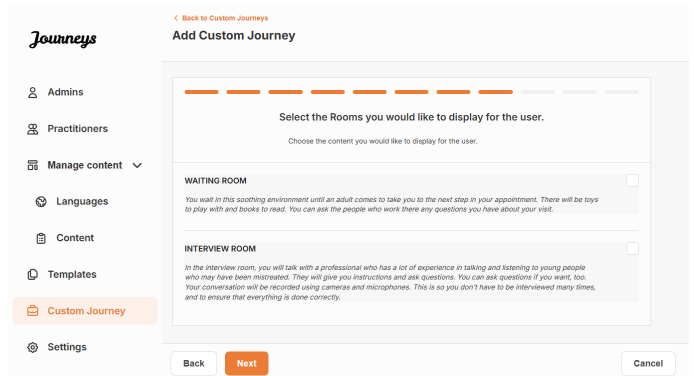 Journeys
Admins
Practitioners
Manage content
Languages
Content
Templates
Custom Journey
Settings
Back to Custom Journeys
Add Custom Journey
Select the Rooms you would like to display for the user.
Choose the content you would like to display for the user.
WAITING ROOM
You wait in this soothing environment until an adult comes to take you to the next step in your appointment. There will be toys
to play with and books to read. You can ask the people who work there any questions you have about your visit.
INTERVIEW ROOM
In the interview room, you will talk with a professional who has a lot of experience in talking and listening to young people
who may have been mistreated. They will give you instructions and ask questions. You can ask questions if you want, too.
Your conversation will be recorded using cameras and microphones. This is so you don't have to be interviewed many times,
and to ensure that everything is done correctly.
Back
Next
Cancel